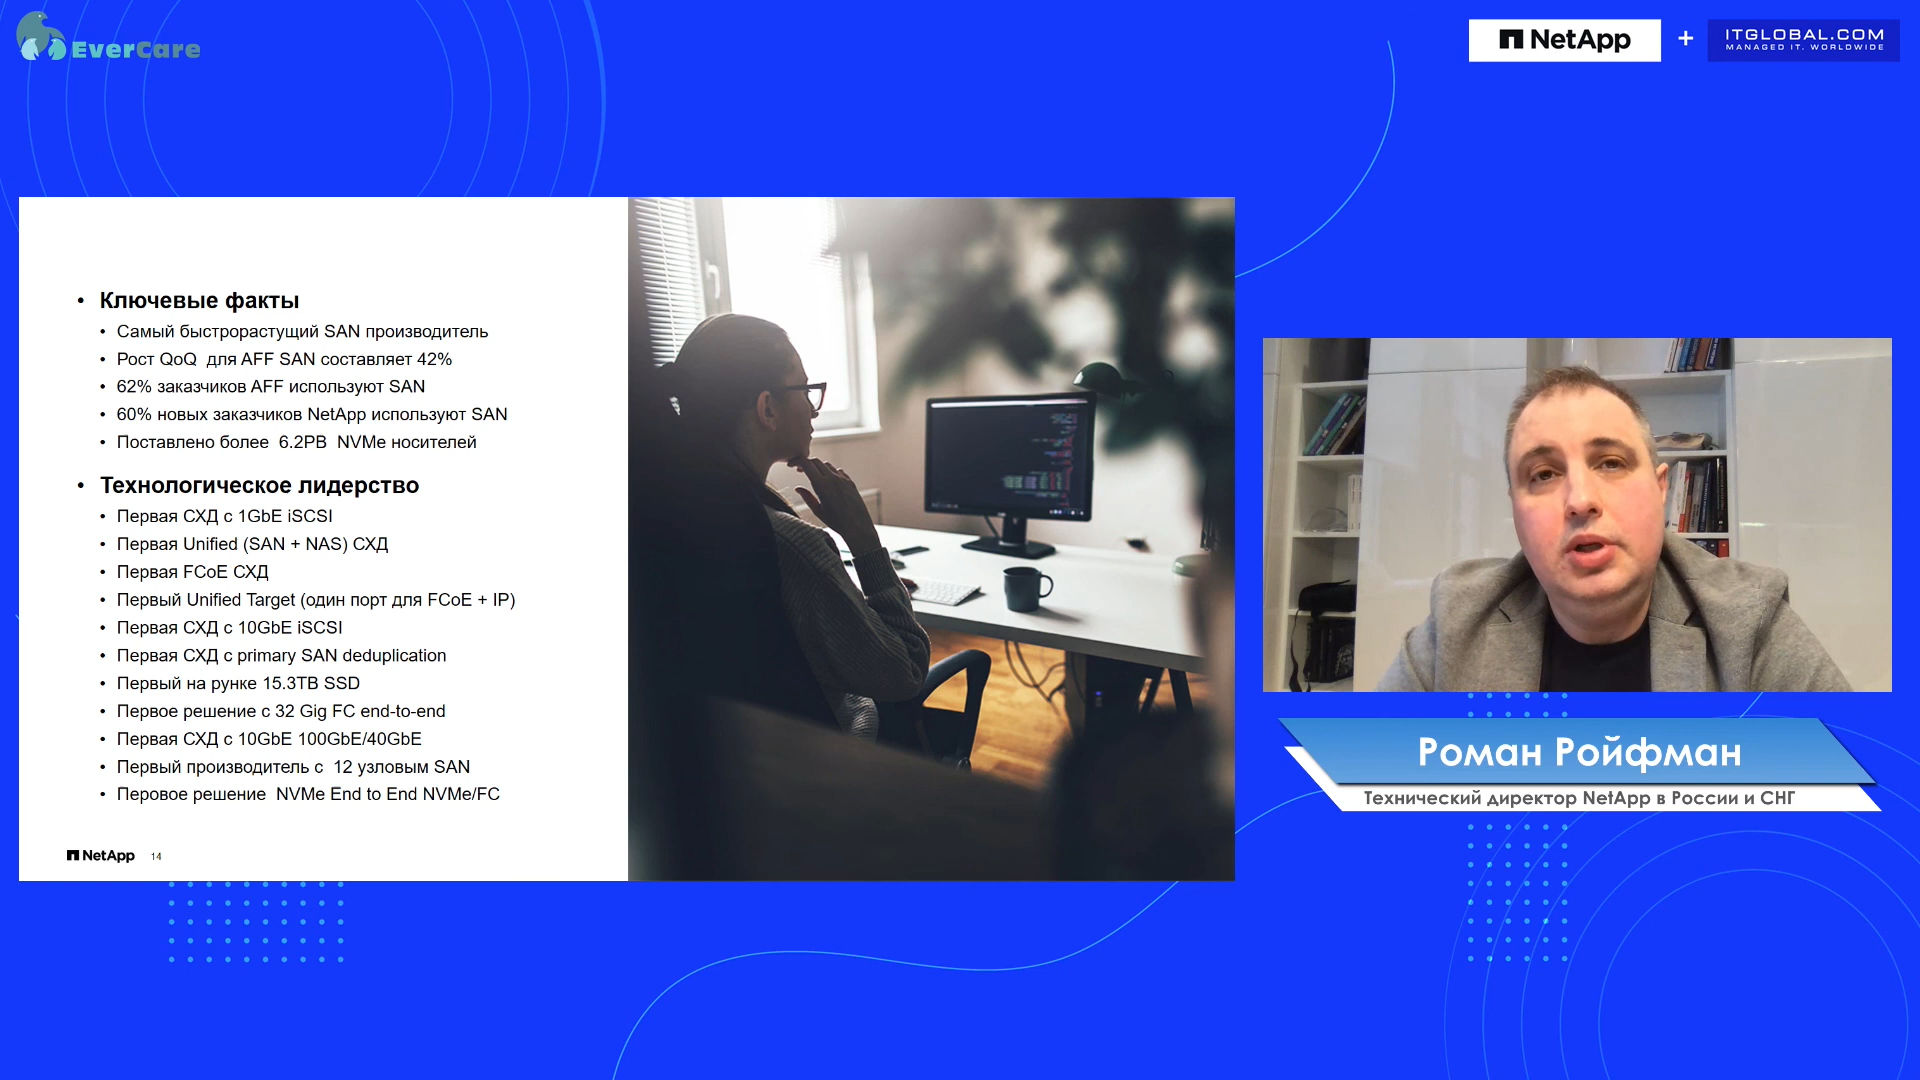 EverCare
NetApp + ITGLOBAL.COM
MANAGED IT. WORLDWIDE
• Ключевые факты
• Самый быстрорастущий SAN производитель
• Рост QoQ для AFF SAN составляет 42%
• 62% заказчиков AFF используют SAN
• 60% новых заказчиков NetApp используют SAN
• Поставлено более 6.2PB NVMe носителей
• Технологическое лидерство
• Первая СХД с 1GbE iSCSI
• Первая Unified (SAN + NAS) СХД
• Первая FCoE СХД
• Первый Unified Target (один порт для FCoE + IP)
• Первая СХД с 10GbE iSCSI
• Первая СХД с primary SAN deduplication
• Первый на рунке 15.3TB SSD
• Первое решение с 32 Gig FC end-to-end
• Первая СХД с 10GbE 100GbE/40GbE
• Первый производитель с 12 узловым SAN
• Перовое решение NVMe End to End NVMe/FC
NetApp 14
Роман Ройфман
Технический директор NetApp в России и СНГ